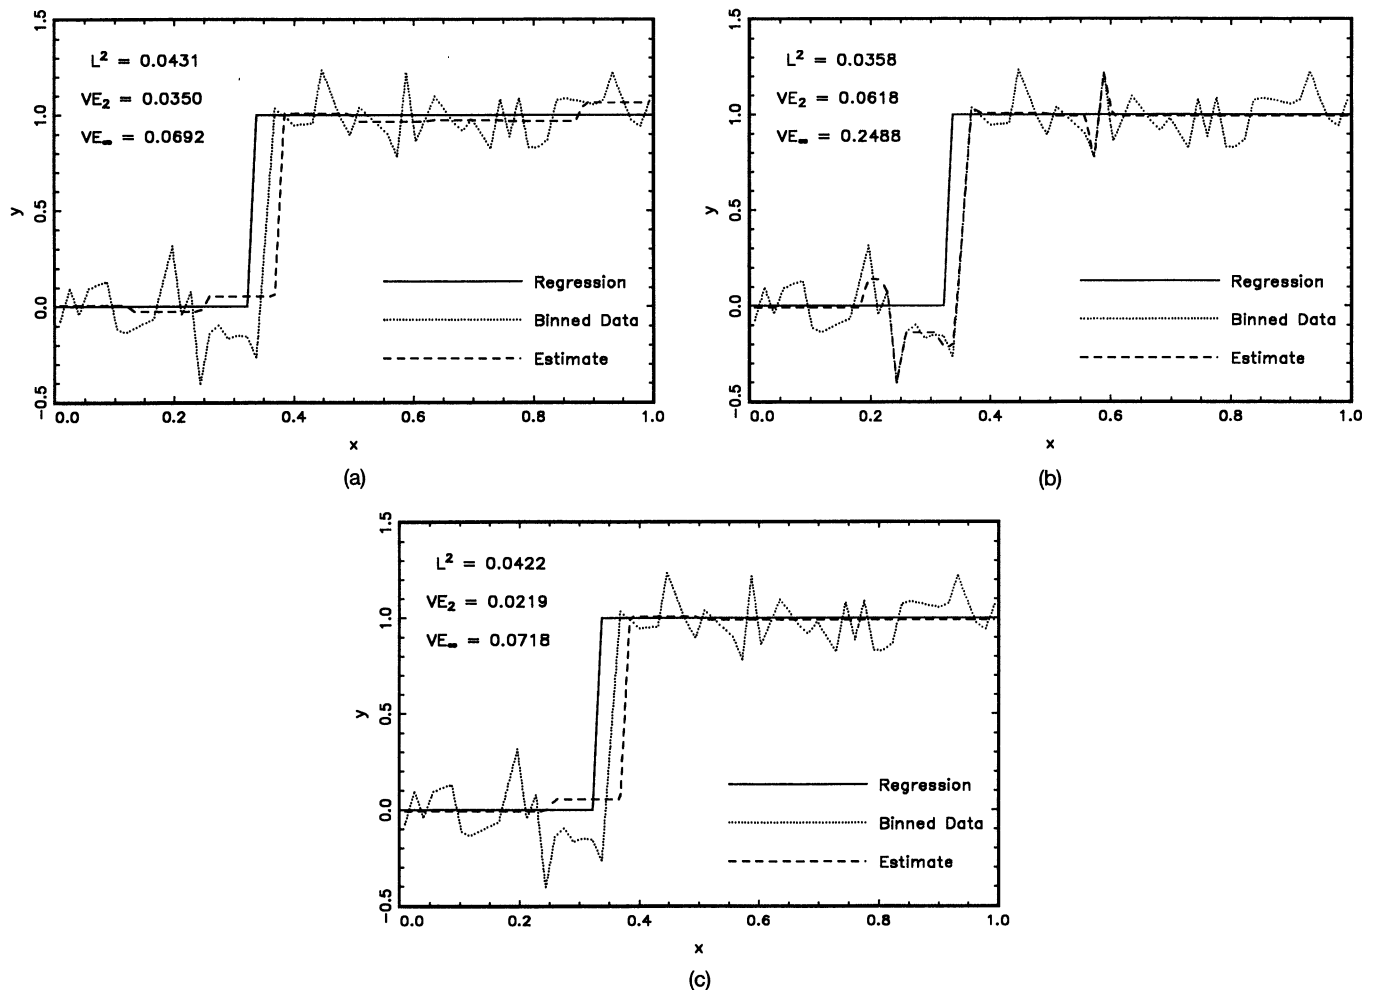 L² = 0.0431
VE₂ = 0.0350
VE∞ = 0.0692
1.5
1.0
0.5
0.0
−0.5
y
Regression
Binned Data
Estimate
0.0 0.2 0.4 0.6 0.8 1.0
x
(a)
L² = 0.0358
VE₂ = 0.0618
VE∞ = 0.2488
1.5
1.0
0.5
0.0
−0.5
y
Regression
Binned Data
Estimate
0.0 0.2 0.4 0.6 0.8 1.0
x
(b)
L² = 0.0422
VE₂ = 0.0219
VE∞ = 0.0718
1.5
1.0
0.5
0.0
−0.5
y
Regression
Binned Data
Estimate
0.0 0.2 0.4 0.6 0.8 1.0
x
(c)